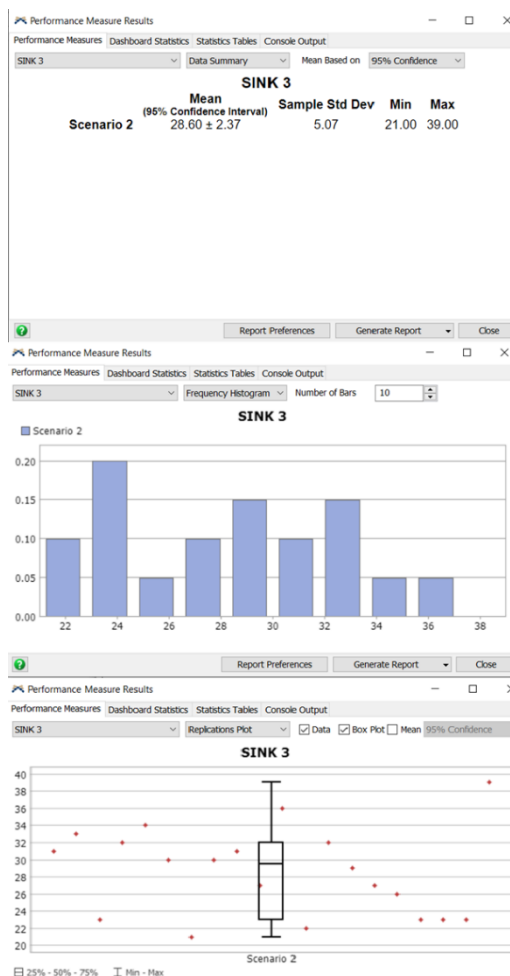 Performance Measure Results
Performance Measures Dashboard Statistics Statistics Tables Console Output
SINK 3 Data Summary Mean Based on 95% Confidence
SINK 3
Mean
(95% Confidence Interval) Sample Std Dev Min Max
Scenario 2 28.60 ± 2.37 5.07 21.00 39.00
Report Preferences Generate Report Close
Performance Measure Results
Performance Measures Dashboard Statistics Statistics Tables Console Output
SINK 3 Frequency Histogram Number of Bars 10
SINK 3
Scenario 2
0.20
0.15
0.10
0.05
0.00
22 24 26 28 30 32 34 36 38
Report Preferences Generate Report Close
Performance Measure Results
Performance Measures Dashboard Statistics Statistics Tables Console Output
SINK 3 Replications Plot Data Box Plot Mean 95% Confidence
SINK 3
40
38
36
34
32
30
28
26
24
22
20
Scenario 2
25% - 50% - 75% Min - Max